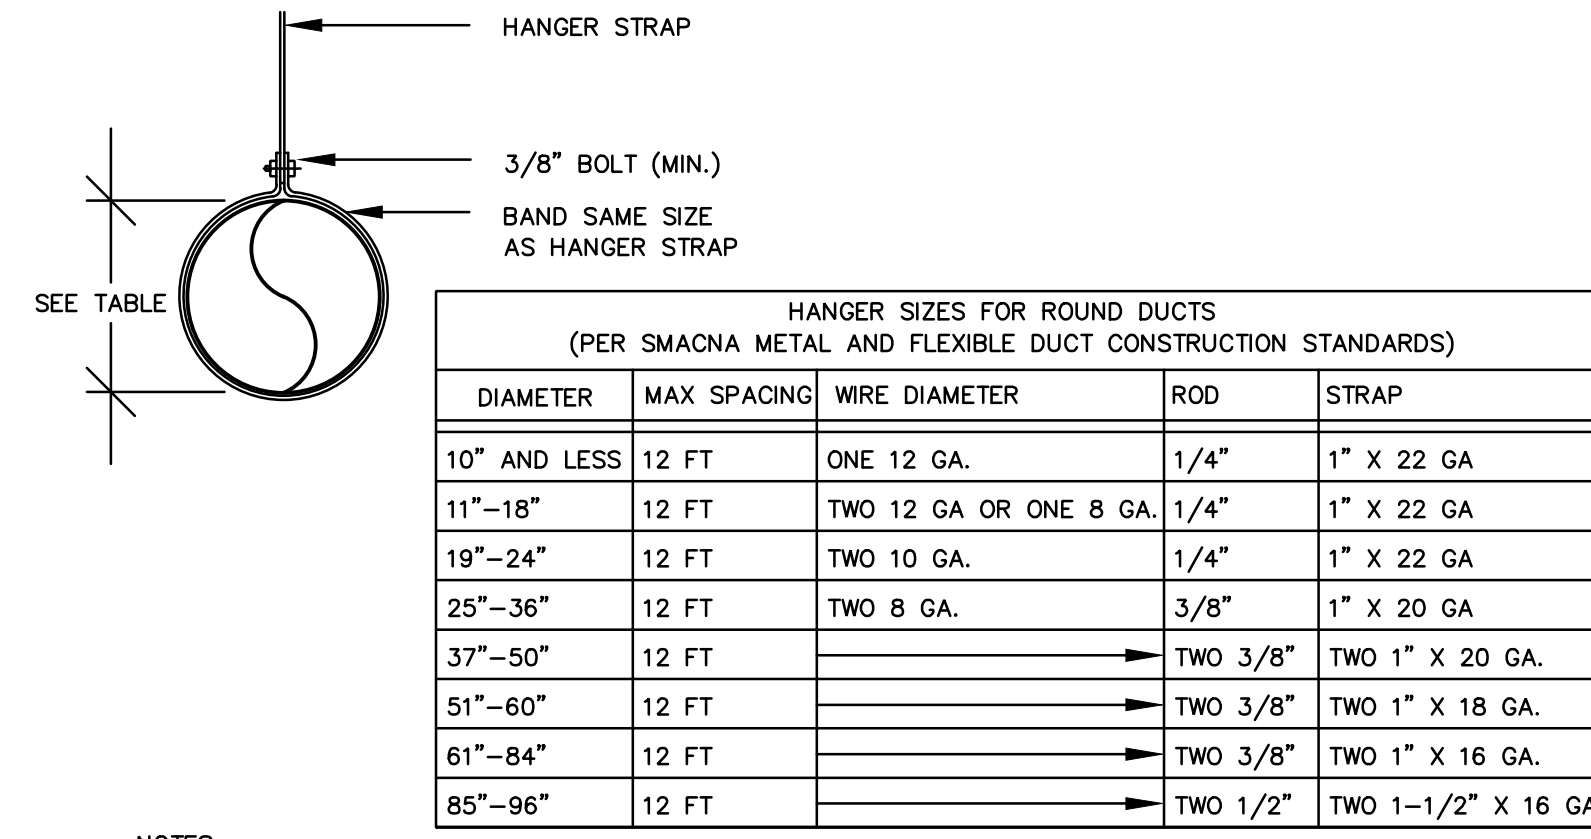 HANGER STRAP
3/8" BOLT (MIN.)
BAND SAME SIZE
AS HANGER STRAP
SEE TABLE
HANGER SIZES FOR ROUND DUCTS
(PER SMACNA METAL AND FLEXIBLE DUCT CONSTRUCTION STANDARDS)
DIAMETER MAX SPACING WIRE DIAMETER ROD STRAP
10" AND LESS 12 FT ONE 12 GA. 1/4" 1" X 22 GA
11"–18" 12 FT TWO 12 GA OR ONE 8 GA. 1/4" 1" X 22 GA
19"–24" 12 FT TWO 10 GA. 1/4" 1" X 22 GA
25"–36" 12 FT TWO 8 GA. 3/8" 1" X 20 GA
37"–50" 12 FT TWO 3/8" TWO 1" X 20 GA.
51"–60" 12 FT TWO 3/8" TWO 1" X 18 GA.
61"–84" 12 FT TWO 3/8" TWO 1" X 16 GA.
85"–96" 12 FT TWO 1/2" TWO 1–1/2" X 16 GA
NOTES